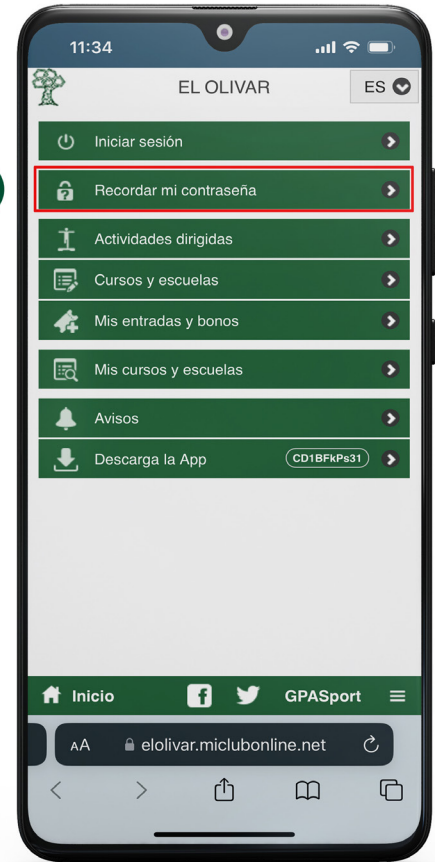 11:34
EL OLIVAR
ES
Iniciar sesión
Recordar mi contraseña
Actividades dirigidas
Cursos y escuelas
Mis entradas y bonos
Mis cursos y escuelas
Avisos
Descarga la App CD1BFkPs31
Inicio f GPASport
AA elolivar.miclubonline.net